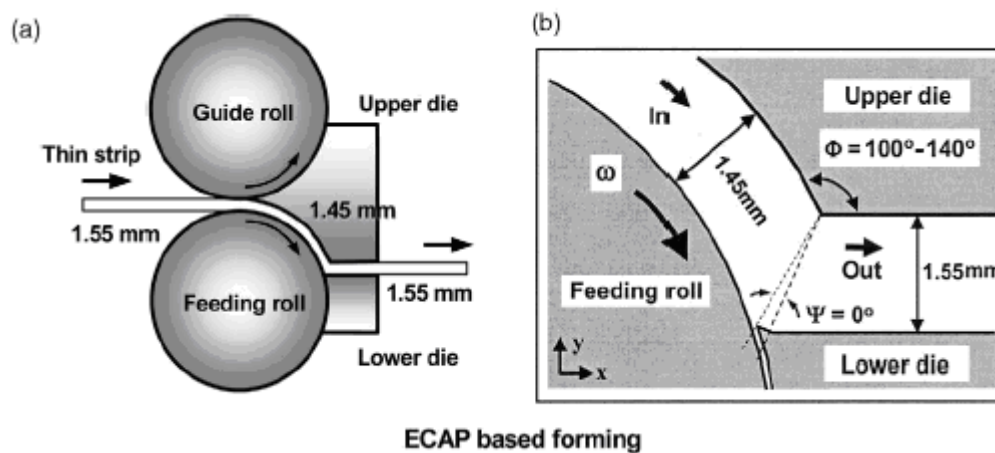 (a)
Guide roll
Upper die
Thin strip
1.45 mm
1.55 mm
1.55 mm
Feeding roll
Lower die
(b)
In
Upper die
Φ = 100°-140°
ω
1.45mm
Out
1.55mm
Feeding roll
Ψ = 0°
y
x
Lower die
ECAP based forming